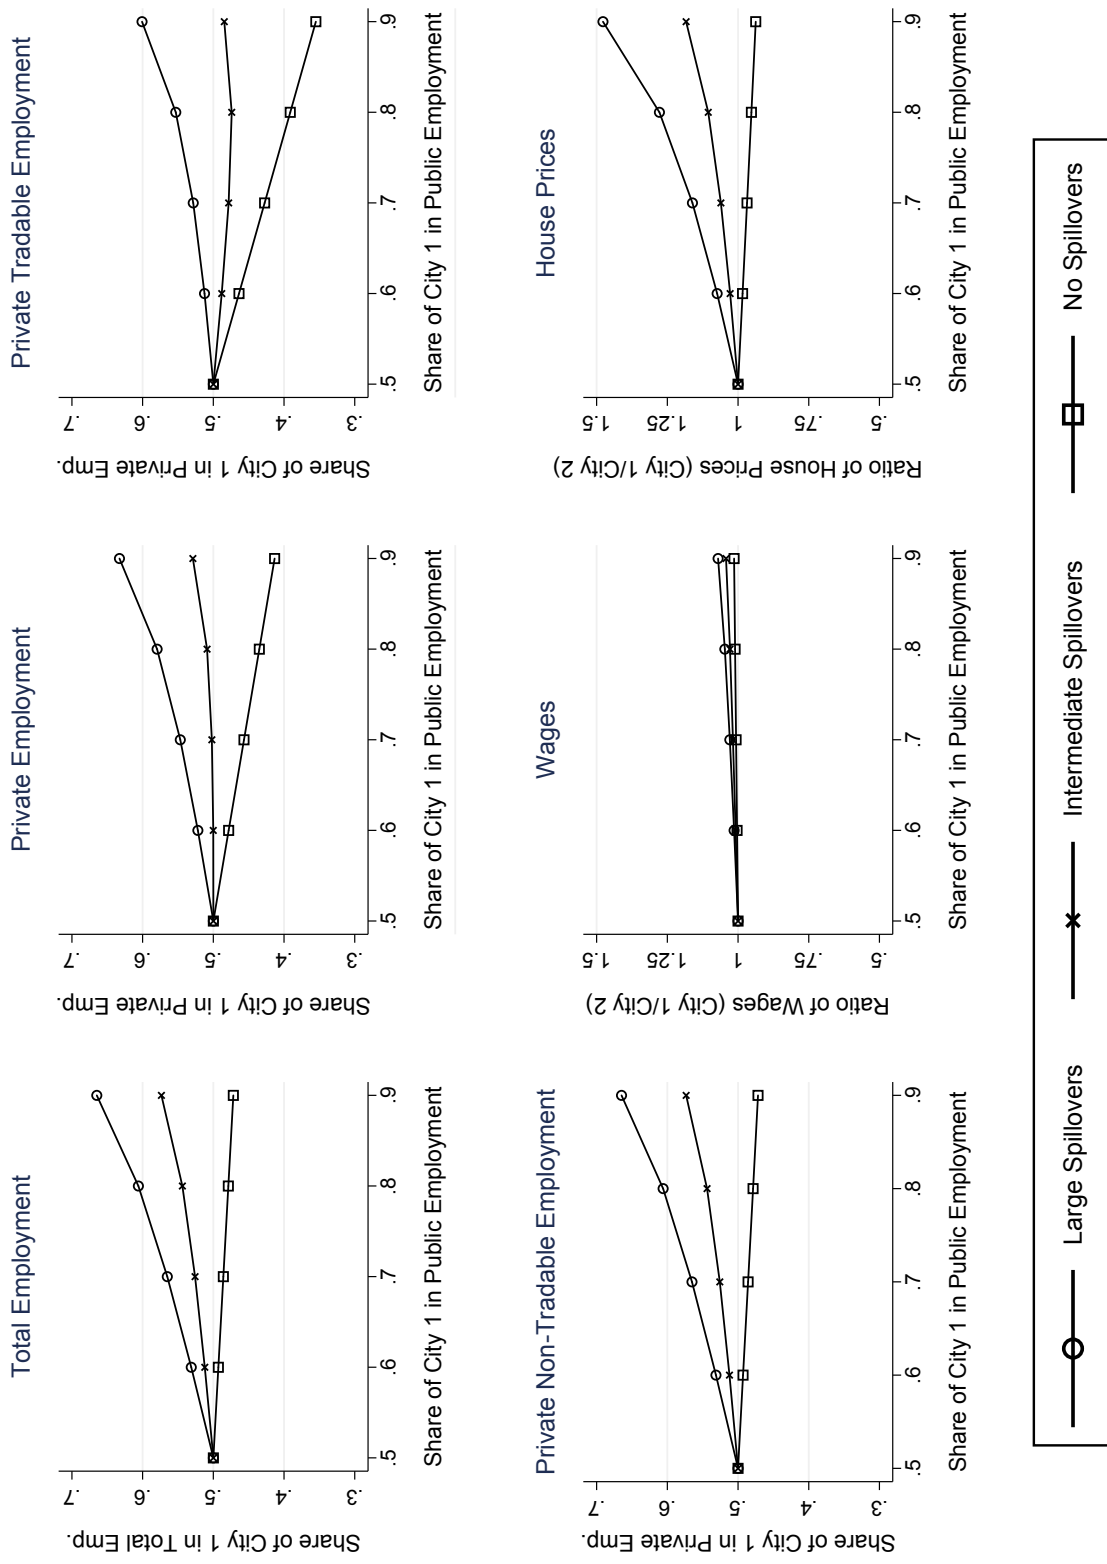 Total Employment
Share of City 1 in Total Emp.
.7
.6
.5
.4
.3
.5
.6
.7
.8
.9
Share of City 1 in Public Employment
Private Employment
Share of City 1 in Private Emp.
.7
.6
.5
.4
.3
.5
.6
.7
.8
.9
Share of City 1 in Public Employment
Private Tradable Employment
Share of City 1 in Private Emp.
.7
.6
.5
.4
.3
.5
.6
.7
.8
.9
Share of City 1 in Public Employment
Private Non-Tradable Employment
Share of City 1 in Private Emp.
.7
.6
.5
.4
.3
.5
.6
.7
.8
.9
Share of City 1 in Public Employment
Wages
Ratio of Wages (City 1/City 2)
1.5
1.25
1
.75
.5
.5
.6
.7
.8
.9
Share of City 1 in Public Employment
House Prices
Ratio of House Prices (City 1/City 2)
1.5
1.25
1
.75
.5
.5
.6
.7
.8
.9
Share of City 1 in Public Employment
Large Spillovers
Intermediate Spillovers
No Spillovers